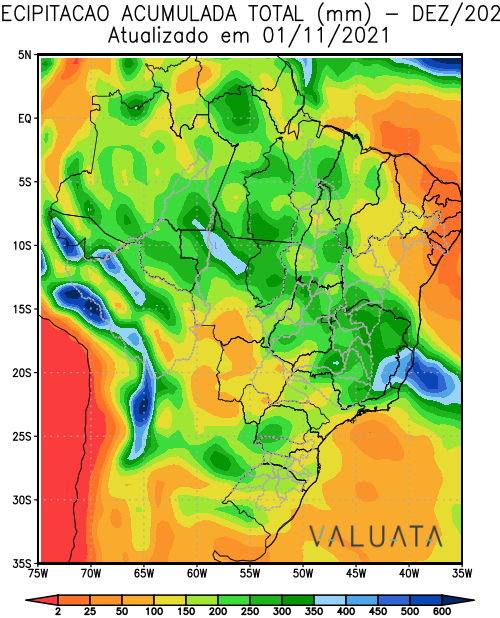 ECIPITACAO ACUMULADA TOTAL (mm) – DEZ/202
Atualizado em 01/11/2021
5N
EQ
5S
10S
15S
20S
25S
30S
35S
75W 70W 65W 60W 55W 50W 45W 40W 35W
VALUATA
2 25 50 100 150 200 250 300 350 400 450 500 600